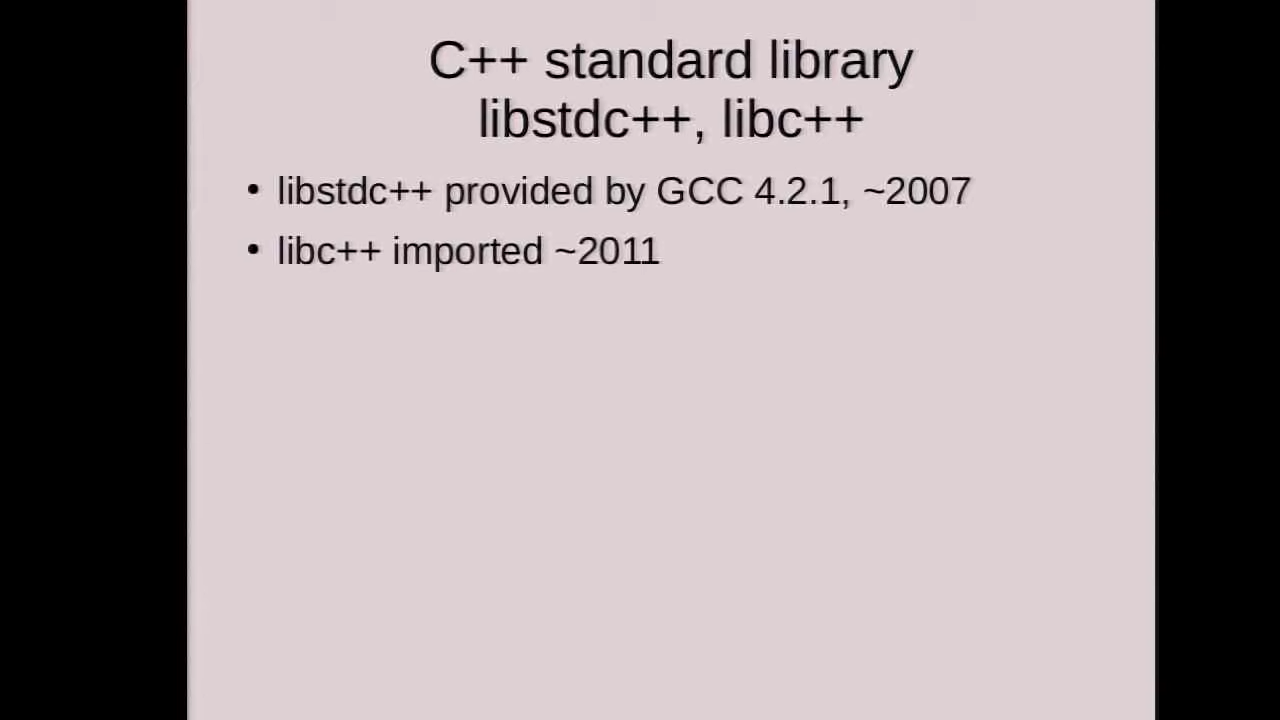 C++ standard library
libstdc++, libc++
• libstdc++ provided by GCC 4.2.1, ~2007
• libc++ imported ~2011